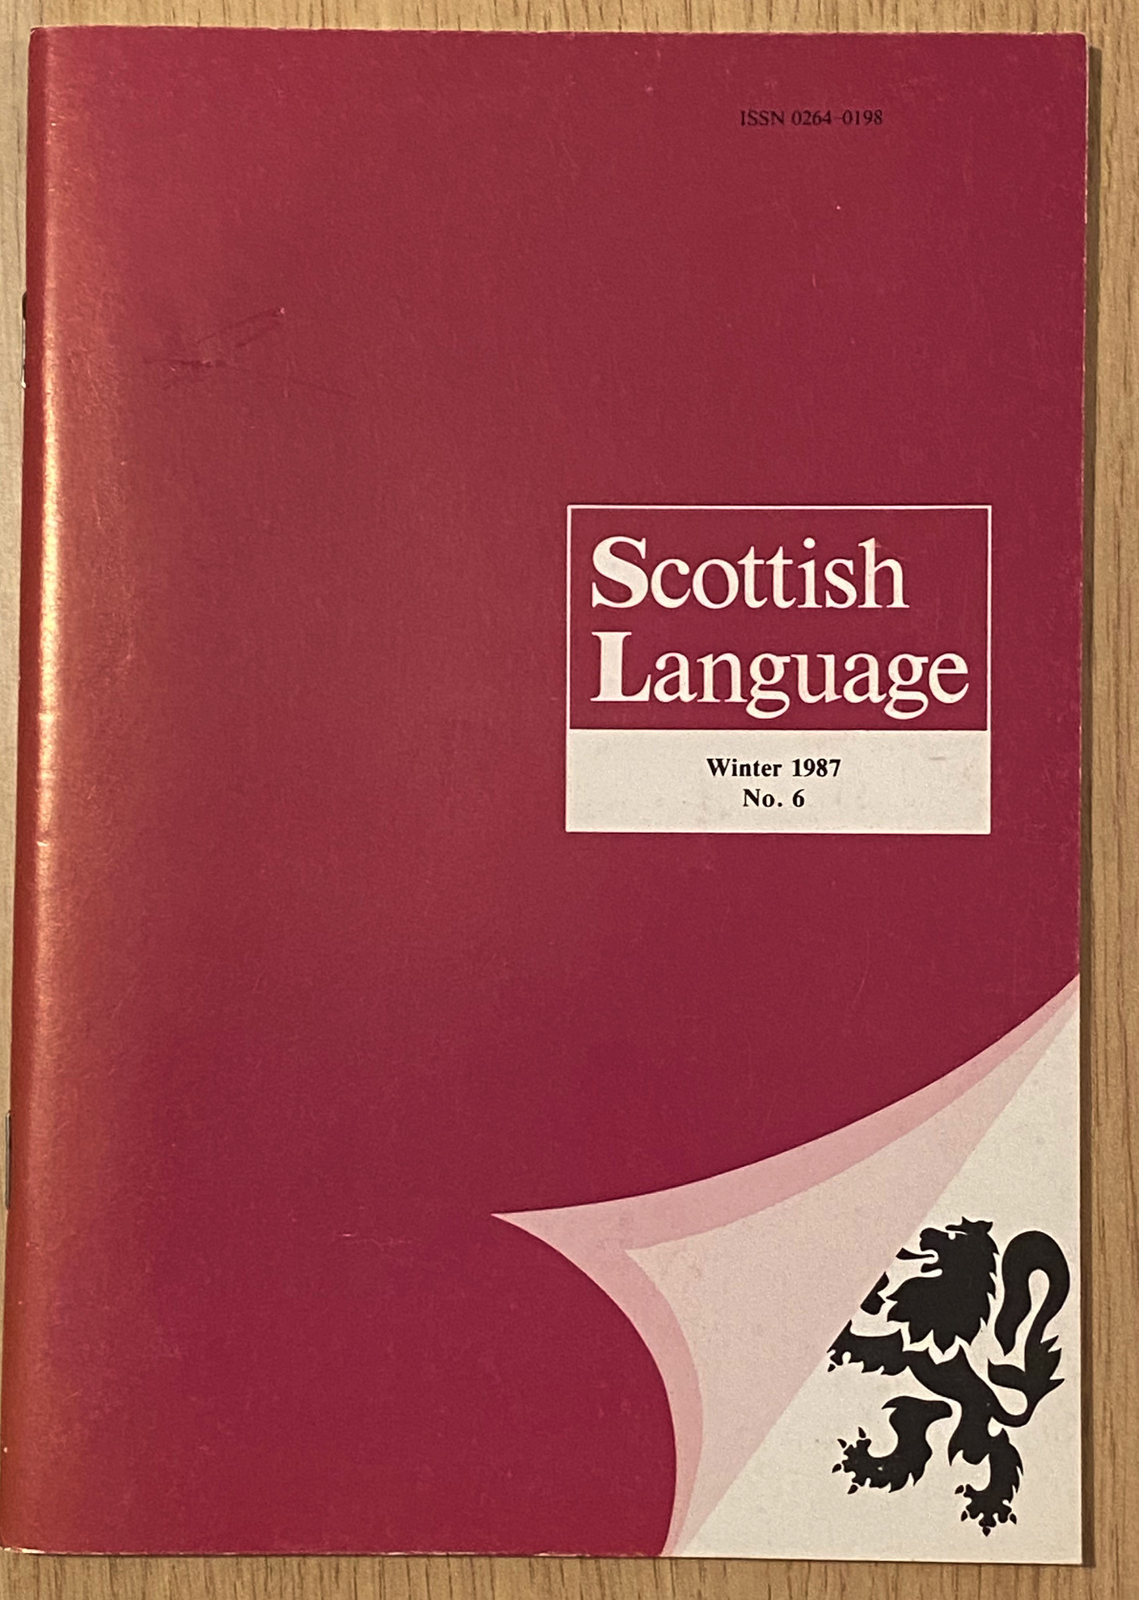 ISSN 0264-0198
Scottish
Language
Winter 1987
No. 6